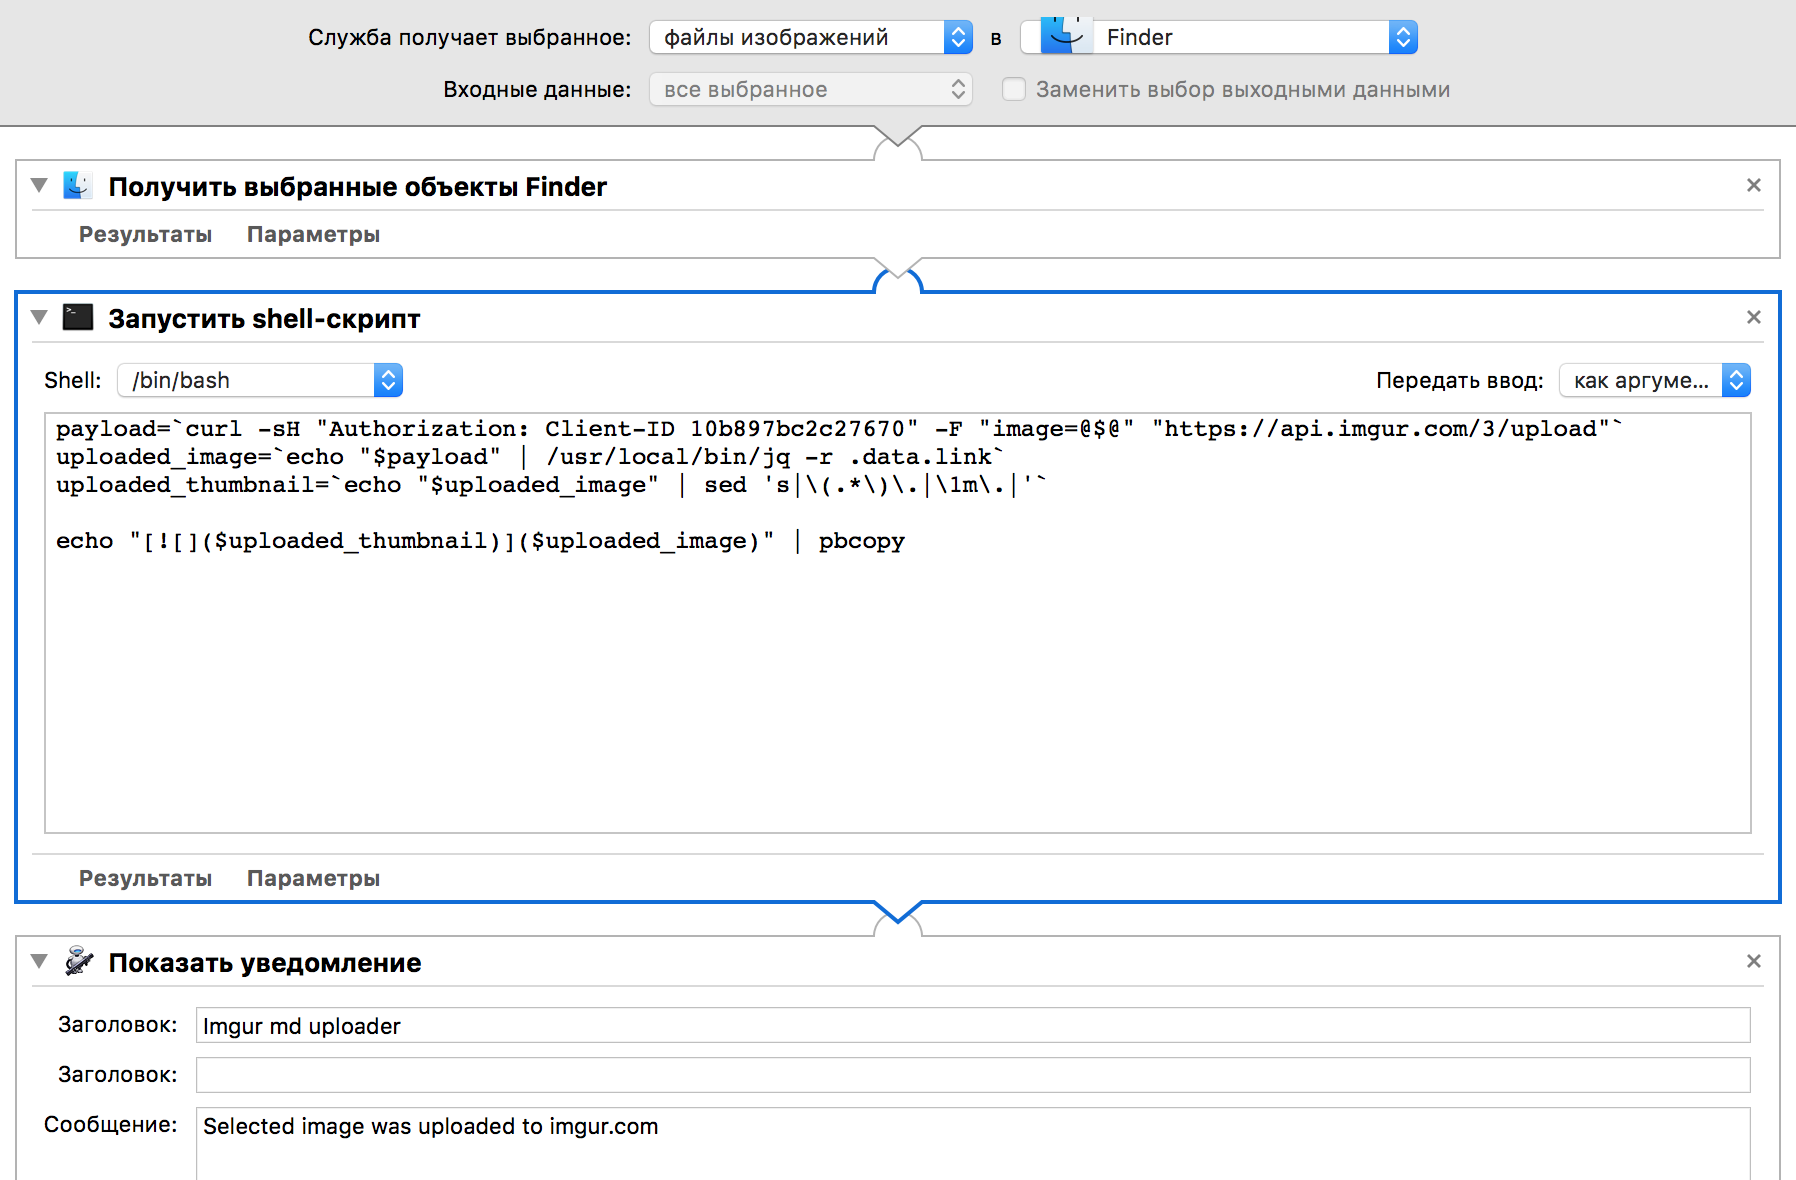 Служба получает выбранное: файлы изображений в Finder
Входные данные: все выбранное Заменить выбор выходными данными
Получить выбранные объекты Finder
Результаты Параметры
Запустить shell-скрипт
Shell: /bin/bash Передать ввод: как аргуме...
payload=`curl -sH "Authorization: Client-ID 10b897bc2c27670" -F "image=@$@" "https://api.imgur.com/3/upload"`
uploaded_image=`echo "$payload" | /usr/local/bin/jq -r .data.link`
uploaded_thumbnail=`echo "$uploaded_image" | sed 's|\(.*\)\.|\1m\.|'`
echo "[![]($uploaded_thumbnail)]($uploaded_image)" | pbcopy
Результаты Параметры
Показать уведомление
Заголовок: Imgur md uploader
Заголовок:
Сообщение: Selected image was uploaded to imgur.com